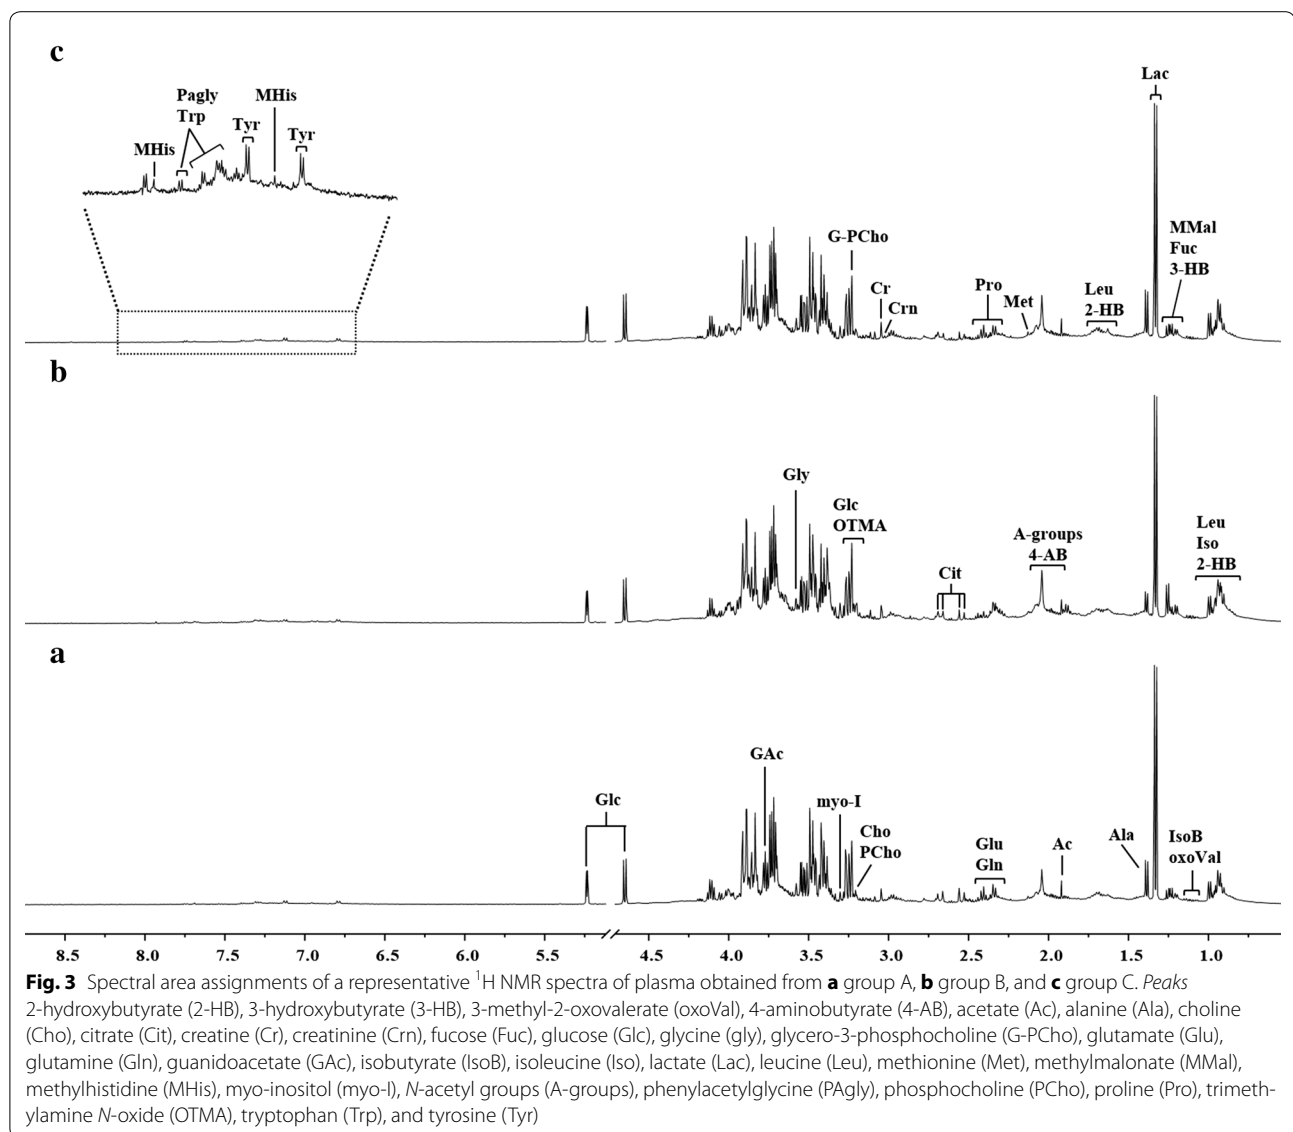 c
Lac
Pagly
Trp
MHis
Tyr
Tyr
MHis
G-PCho
MMal
Fuc
3-HB
Cr
Crn
Pro
Met
Leu
2-HB
b
Gly
Glc
OTMA
Cit
A-groups
4-AB
Leu
Iso
2-HB
a
GAc
Glc
myo-I
Cho
PCho
Glu
Gln
Ac
Ala
IsoB
oxoVal
8.5 8.0 7.5 7.0 6.5 6.0 5.5 4.5 4.0 3.5 3.0 2.5 2.0 1.5 1.0
Fig. 3 Spectral area assignments of a representative ¹H NMR spectra of plasma obtained from a group A, b group B, and c group C. Peaks
2-hydroxybutyrate (2-HB), 3-hydroxybutyrate (3-HB), 3-methyl-2-oxovalerate (oxoVal), 4-aminobutyrate (4-AB), acetate (Ac), alanine (Ala), choline
(Cho), citrate (Cit), creatine (Cr), creatinine (Crn), fucose (Fuc), glucose (Glc), glycine (gly), glycero-3-phosphocholine (G-PCho), glutamate (Glu),
glutamine (Gln), guanidoacetate (GAc), isobutyrate (IsoB), isoleucine (Iso), lactate (Lac), leucine (Leu), methionine (Met), methylmalonate (MMal),
methylhistidine (MHis), myo-inositol (myo-I), N-acetyl groups (A-groups), phenylacetylglycine (PAgly), phosphocholine (PCho), proline (Pro), trimeth-
ylamine N-oxide (OTMA), tryptophan (Trp), and tyrosine (Tyr)